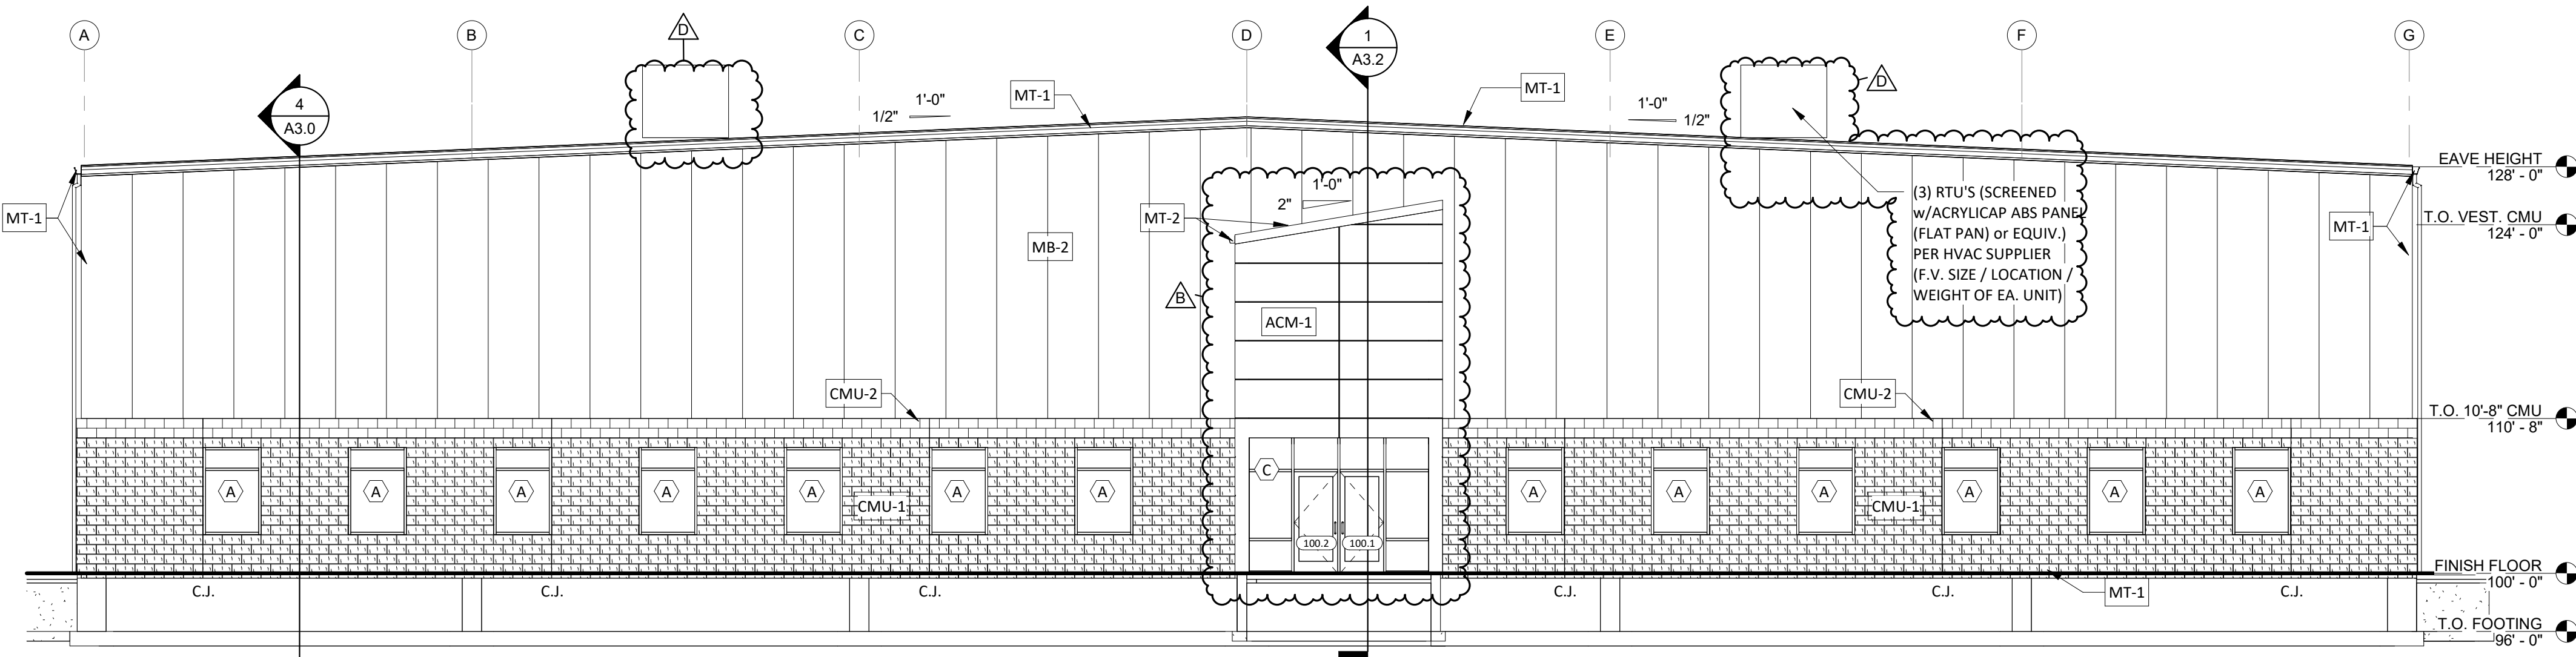 A
B
D
C
D
1
A3.2
E
D
F
G
4
A3.0
1'-0"
1/2"
MT-1
MT-1
1'-0"
1/2"
EAVE HEIGHT
128' - 0"
(3) RTU'S (SCREENED
w/ACRYLICAP ABS PANEL
(FLAT PAN) or EQUIV.)
PER HVAC SUPPLIER
(F.V. SIZE / LOCATION /
WEIGHT OF EA. UNIT)
MT-1
1'-0"
2"
MT-2
MB-2
MT-1
T.O. VEST. CMU
124' - 0"
B
ACM-1
CMU-2
CMU-2
T.O. 10'-8" CMU
110' - 8"
A
A
A
A
A
A
A
C
A
A
A
A
A
A
CMU-1
CMU-1
100.2
100.1
FINISH FLOOR
100' - 0"
C.J.
C.J.
C.J.
C.J.
C.J.
MT-1
C.J.
T.O. FOOTING
96' - 0"